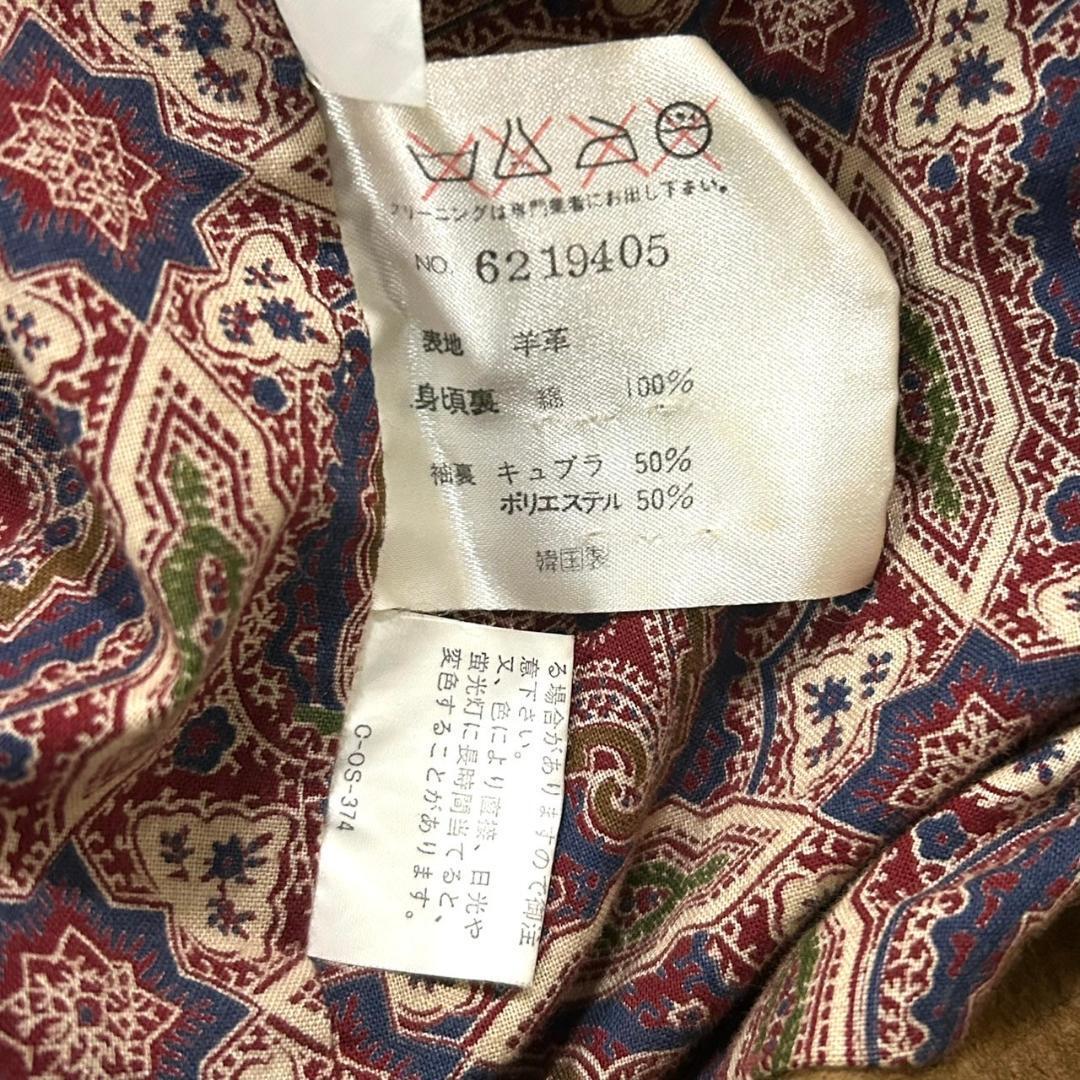 クリーニングは専門業者にお出し下さい。
NO. 6219405
表地 羊革
身頃裏 綿 100%
袖裏 キュプラ 50%
ポリエステル 50%
韓国製
る場合がありますので御注
意下さい。
又、色により直接、日光や
蛍光灯に長時間当てると、
変色することがあります。
C-OS-374